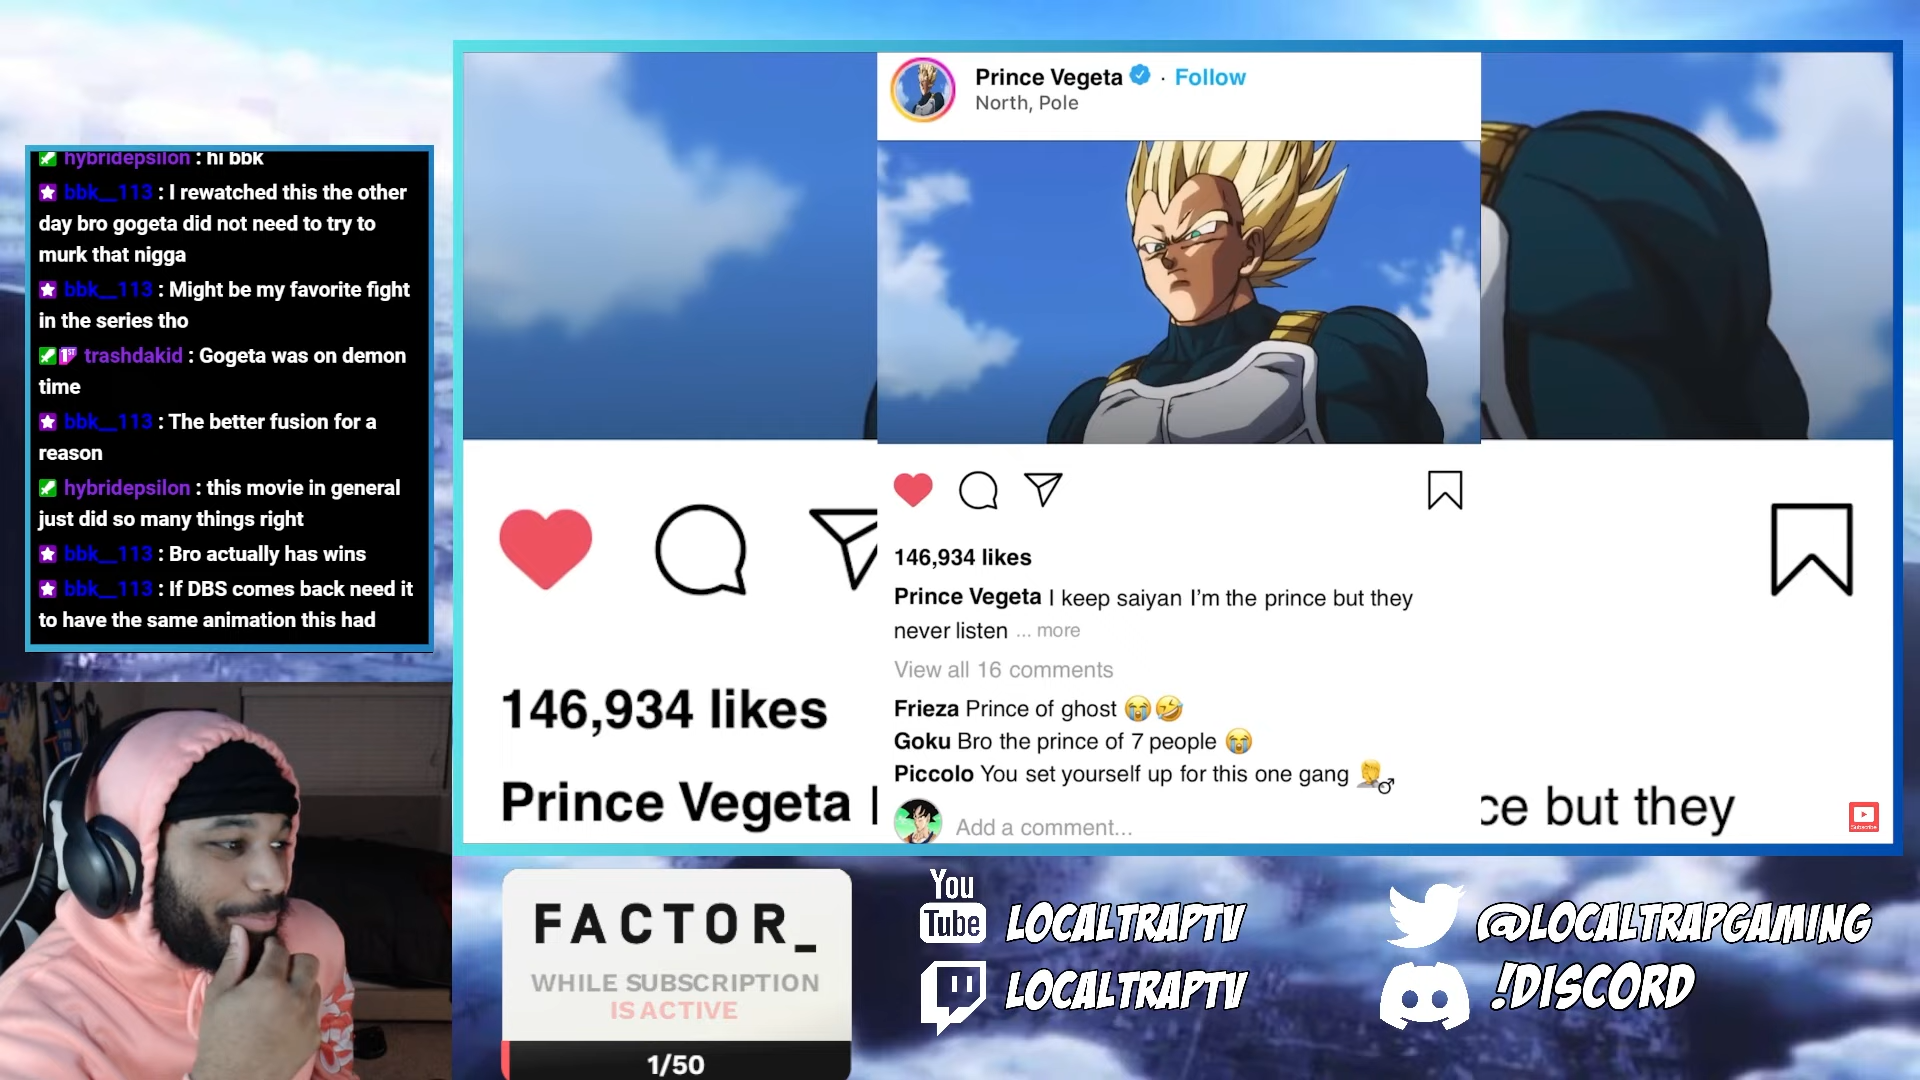 hybridepsilon : hi bbk
bbk__113 : I rewatched this the other
day bro gogeta did not need to try to
murk that nigga
bbk__113 : Might be my favorite fight
in the series tho
1ST trashdakid : Gogeta was on demon
time
bbk__113 : The better fusion for a
reason
hybridepsilon : this movie in general
just did so many things right
bbk__113 : Bro actually has wins
bbk__113 : If DBS comes back need it
to have the same animation this had
Prince Vegeta · Follow
North, Pole
146,934 likes
Prince Vegeta I keep saiyan I’m the prince but they
never listen ... more
View all 16 comments
Frieza Prince of ghost 😭🤣
Goku Bro the prince of 7 people 😭
Piccolo You set yourself up for this one gang 🤦♂
Add a comment...
146,934 likes
Prince Vegeta I
ce but they
Subscribe
FACTOR_
WHILE SUBSCRIPTION
IS ACTIVE
1/50
You
Tube
LOCALTRAPTV
LOCALTRAPTV
@LOCALTRAPGAMING
!DISCORD